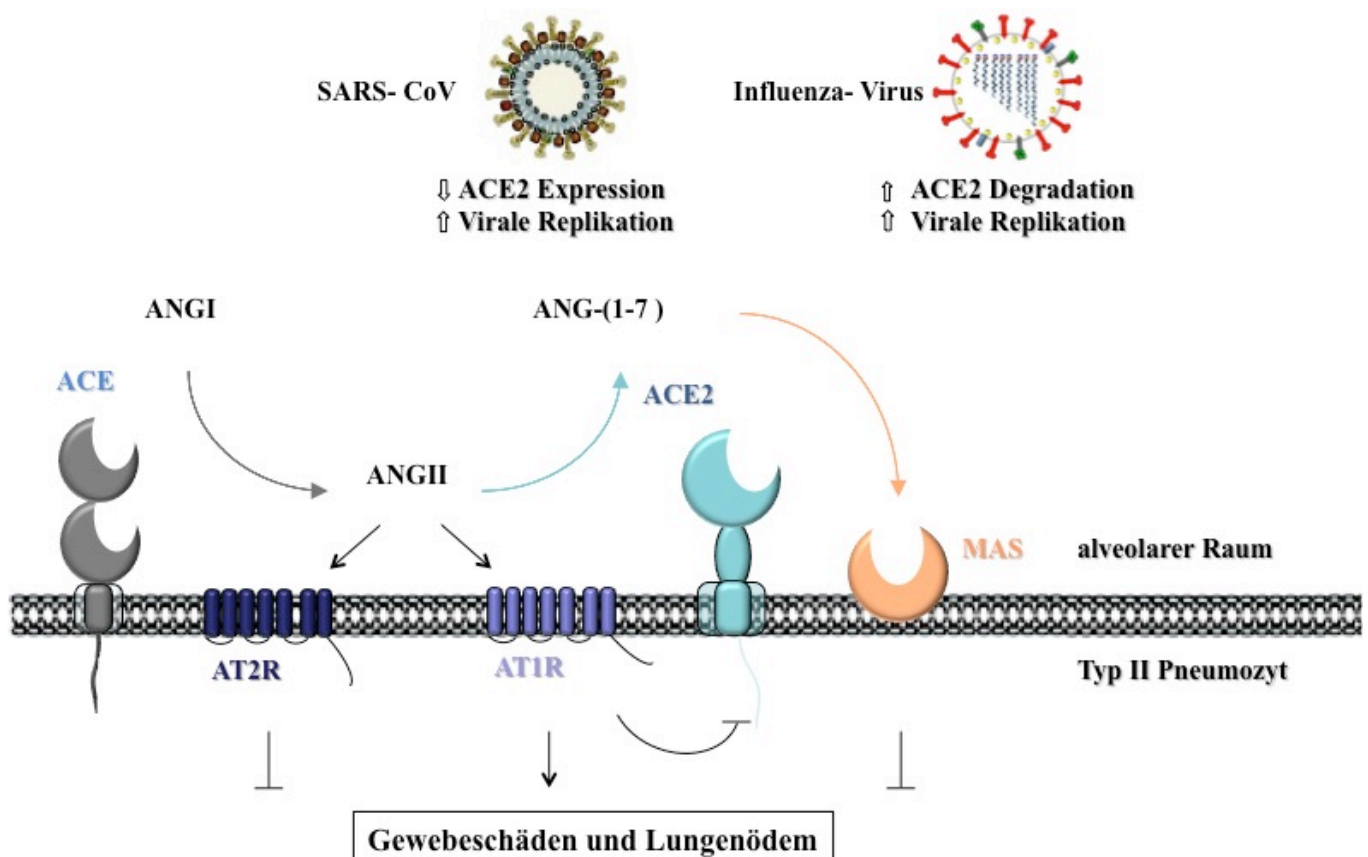 SARS- CoV
⇩ ACE2 Expression
⇧ Virale Replikation
Influenza- Virus
⇧ ACE2 Degradation
⇧ Virale Replikation
ANGI
ANG-(1-7 )
ACE
ACE2
ANGII
MAS
alveolarer Raum
AT2R
AT1R
Typ II Pneumozyt
Gewebeschäden und Lungenödem